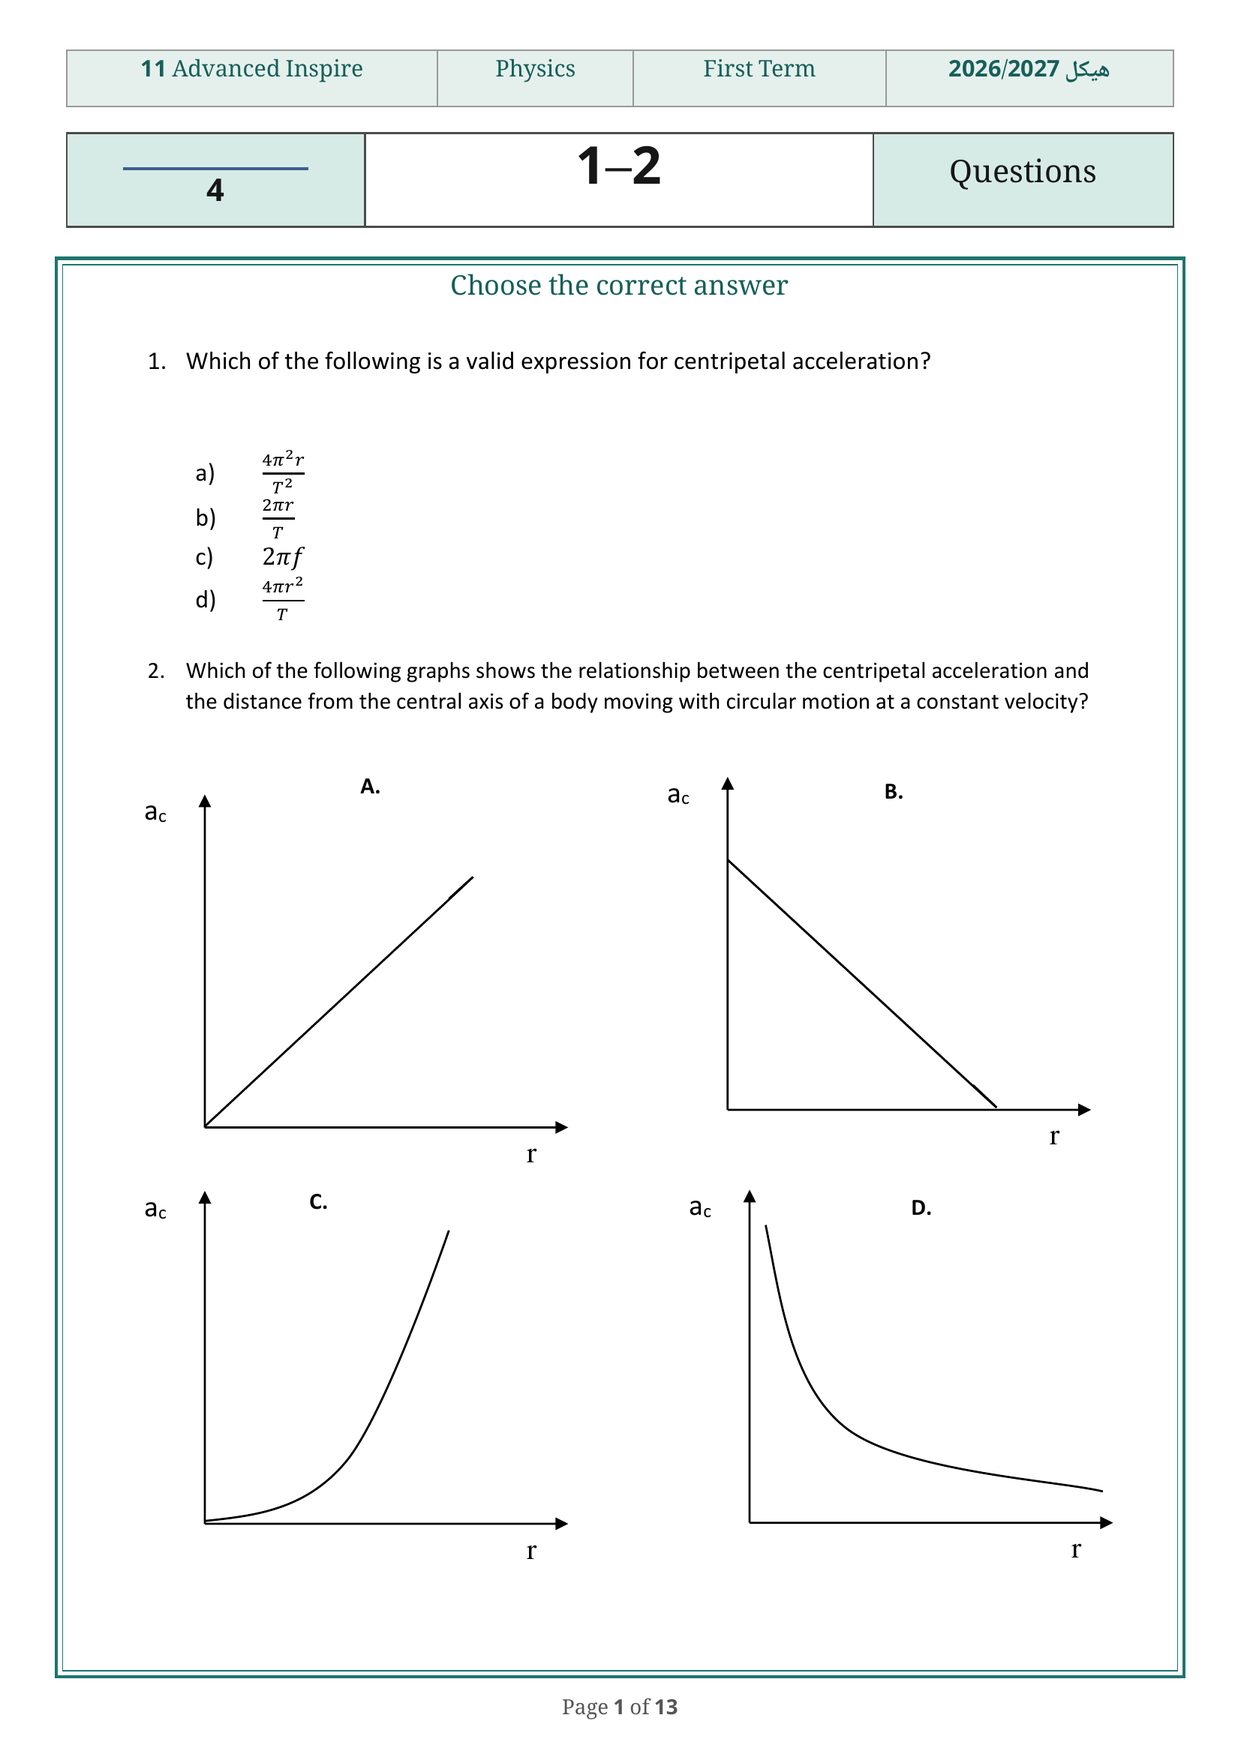 11 Advanced Inspire Physics First Term هيكل 2026/2027
4
1–2
Questions
Choose the correct answer
1. Which of the following is a valid expression for centripetal acceleration?
a) 4π²r/T²
b) 2πr/T
c) 2πf
d) 4πr²/T
2. Which of the following graphs shows the relationship between the centripetal acceleration and
the distance from the central axis of a body moving with circular motion at a constant velocity?
A.
ac
r
B.
ac
r
C.
ac
r
D.
ac
r
Page 1 of 13